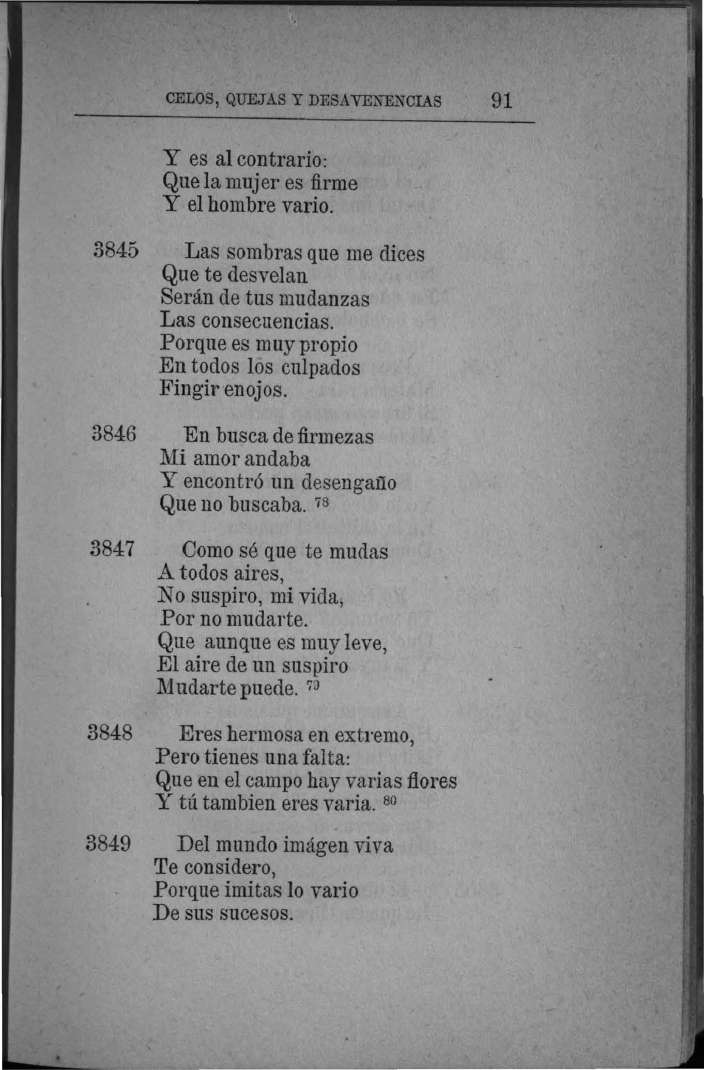 CELOS, QUEJAS Y DESAVENENCIAS 91
Y es al contrario:
Que la mujer es firme
Y el hombre vario.
3845 Las sombras que me dices
Que te desvelan
Serán de tus mudanzas
Las consecuencias.
Porque es muy propio
En todos los culpados
Fingir enojos.
3846 En busca de firmezas
Mi amor andaba
Y encontró un desengaño
Que no buscaba. 78
3847 Como sé que te mudas
A todos aires,
No suspiro, mi vida,
Por no mudarte.
Que aunque es muy leve,
El aire de un suspiro
Mudarte puede. 79
3848 Eres hermosa en extremo,
Pero tienes una falta:
Que en el campo hay varias flores
Y tú tambien eres varia. 80
3849 Del mundo imágen viva
Te considero,
Porque imitas lo vario
De sus sucesos.